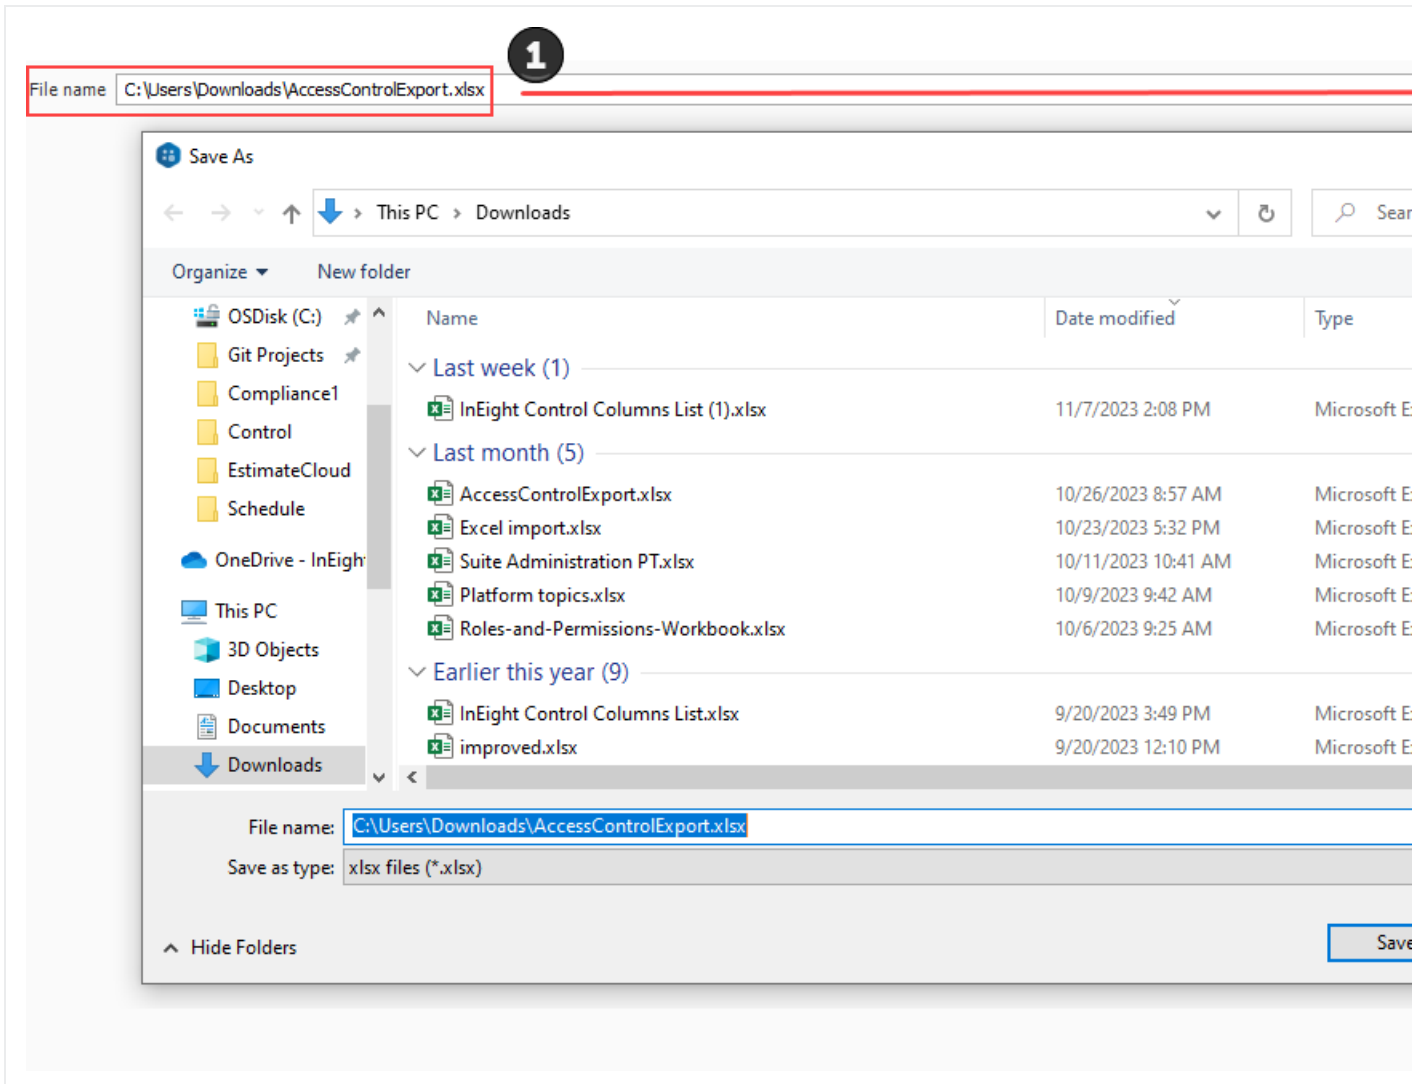 1
File name C:\Users\Downloads\AccessControlExport.xlsx
Save As
This PC > Downloads
Organize New folder
OSDisk (C:)
Git Projects
Compliance1
Control
EstimateCloud
Schedule
OneDrive - InEigh
This PC
3D Objects
Desktop
Documents
Downloads
Name Date modified Type
Last week (1)
InEight Control Columns List (1).xlsx 11/7/2023 2:08 PM Microsoft E
Last month (5)
AccessControlExport.xlsx 10/26/2023 8:57 AM Microsoft E
Excel import.xlsx 10/23/2023 5:32 PM Microsoft E
Suite Administration PT.xlsx 10/11/2023 10:41 AM Microsoft E
Platform topics.xlsx 10/9/2023 9:42 AM Microsoft E
Roles-and-Permissions-Workbook.xlsx 10/6/2023 9:25 AM Microsoft E
Earlier this year (9)
InEight Control Columns List.xlsx 9/20/2023 3:49 PM Microsoft E
improved.xlsx 9/20/2023 12:10 PM Microsoft E
File name: C:\Users\Downloads\AccessControlExport.xlsx
Save as type: xlsx files (*.xlsx)
Hide Folders
Save